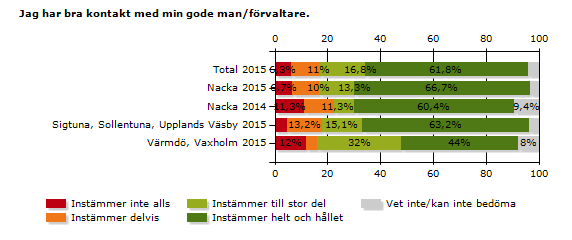 Jag har bra kontakt med min gode man/förvaltare.
0 20 40 60 80 100
Total 2015 6,3% 11% 16,8% 61,8%
Nacka 2015 6,7% 10% 13,3% 66,7%
Nacka 2014 11,3% 11,3% 60,4% 9,4%
Sigtuna, Sollentuna, Upplands Väsby 2015 13,2% 15,1% 63,2%
Värmdö, Vaxholm 2015 12% 32% 44% 8%
0 20 40 60 80 100
Instämmer inte alls Instämmer till stor del Vet inte/kan inte bedöma
Instämmer delvis Instämmer helt och hållet